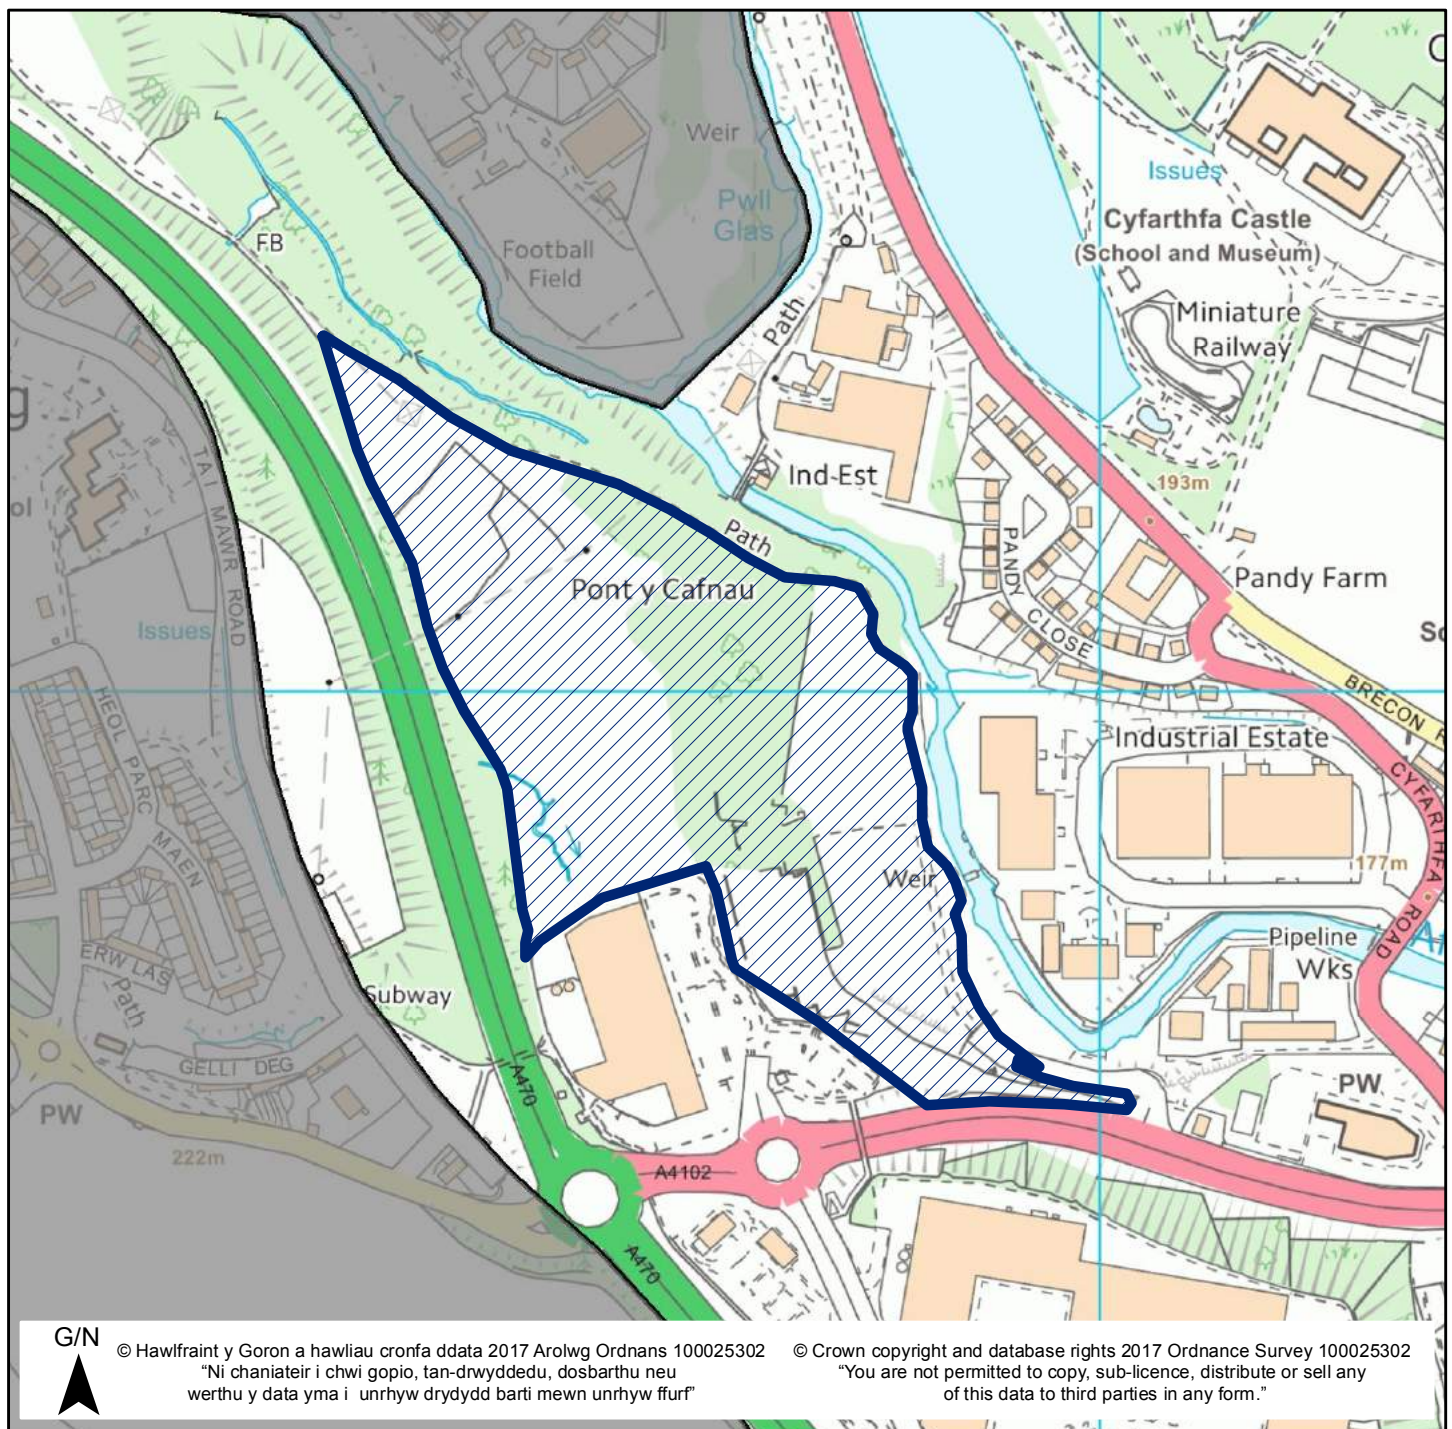 Weir
Issues
Pwll
Glas
Cyfarthfa Castle
(School and Museum)
FB
Football
Field
Path
Miniature
Railway
Ind-Est
193m
TAI MAWR ROAD
Path
PANDY CLOSE
Pandy Farm
Pont y Cafnau
Issues
HEOL PARC MAEN
BRECON
Industrial Estate
CYFARTHFA ROAD
177m
Weir
Pipeline
Wks
ERW LAS
Path
Subway
GELLI DEG
A470
PW
PW
222m
A4102
A470
G/N
© Hawlfraint y Goron a hawliau cronfa ddata 2017 Arolwg Ordnans 100025302
“Ni chaniateir i chwi gopio, tan-drwyddedu, dosbarthu neu
werthu y data yma i unrhyw drydydd barti mewn unrhyw ffurf”
© Crown copyright and database rights 2017 Ordnance Survey 100025302
“You are not permitted to copy, sub-licence, distribute or sell any
of this data to third parties in any form.”